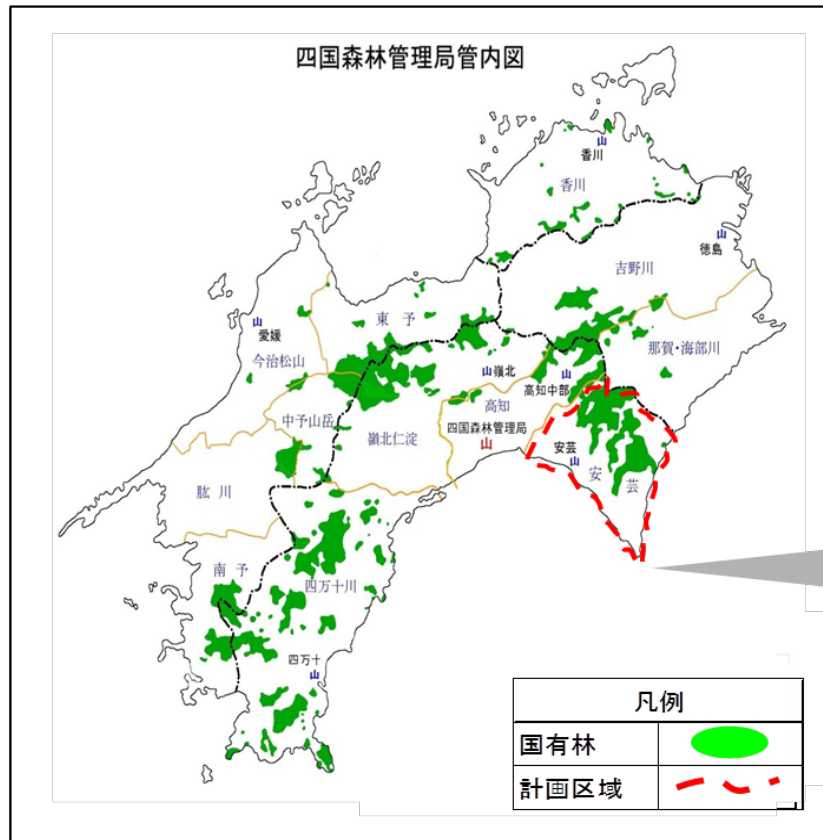 四国森林管理局管内図
香川
香川
徳島
吉野川
東 予
愛媛
今治松山
那賀・海部川
嶺北
高知中部
高知
中予山岳
四国森林管理局
嶺北仁淀
安芸
安 芸
肱 川
南 予
四万十川
四万十
凡例
国有林
計画区域